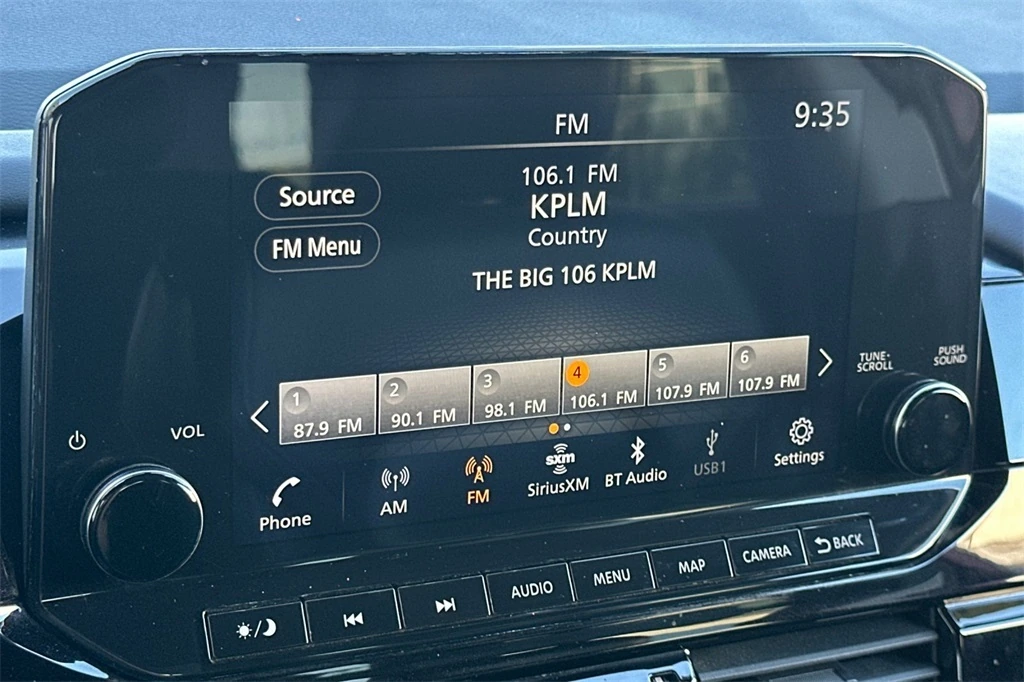 FM
9:35
106.1 FM
Source
KPLM
FM Menu
Country
THE BIG 106 KPLM
1
87.9 FM
2
90.1 FM
3
98.1 FM
4
106.1 FM
5
107.9 FM
6
107.9 FM
TUNE-
SCROLL
PUSH
SOUND
VOL
Phone
AM
FM
sxm
SiriusXM
BT Audio
USB1
Settings
AUDIO
MENU
MAP
CAMERA
BACK